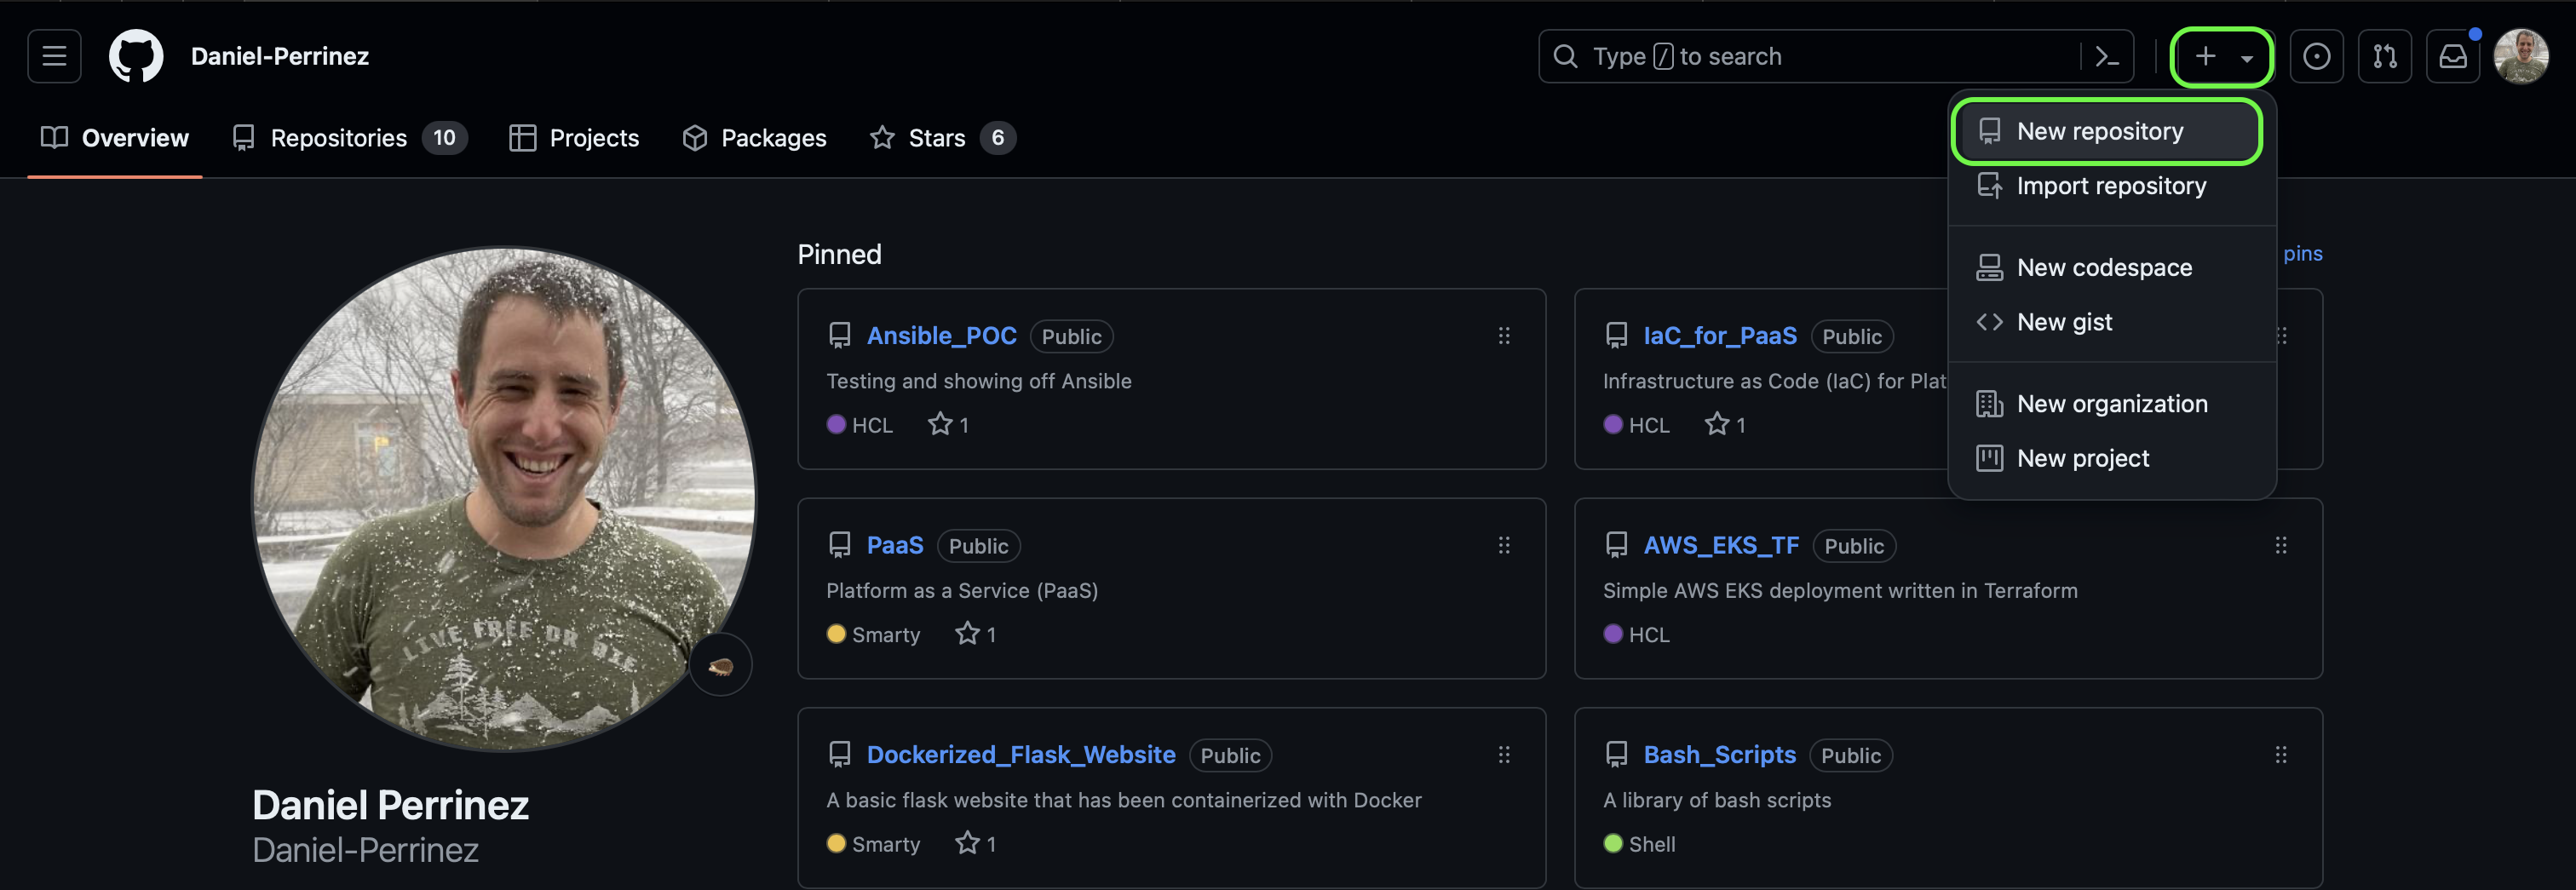 Daniel-Perrinez
Type / to search
Overview
Repositories 10
Projects
Packages
Stars 6
New repository
Import repository
New codespace
New gist
New organization
New project
Pinned
pins
Ansible_POC Public
Testing and showing off Ansible
HCL 1
IaC_for_PaaS Public
Infrastructure as Code (IaC) for Plat
HCL 1
PaaS Public
Platform as a Service (PaaS)
Smarty 1
AWS_EKS_TF Public
Simple AWS EKS deployment written in Terraform
HCL
Dockerized_Flask_Website Public
A basic flask website that has been containerized with Docker
Smarty 1
Bash_Scripts Public
A library of bash scripts
Shell
LIVE FREE OR DIE
Daniel Perrinez
Daniel-Perrinez